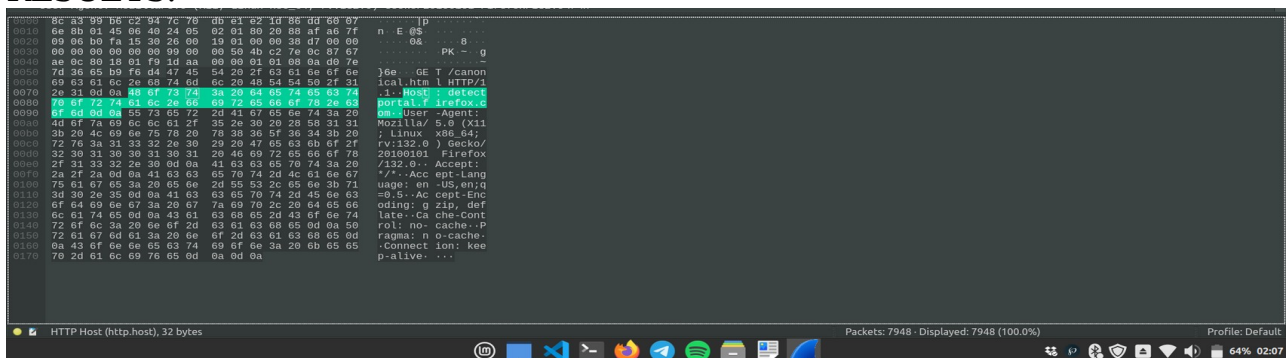 0000 8c a3 99 b6 c2 94 7c 70 db be e1 e2 1d 86 dd 60 07 ······|p ········
0010 6e 8b 01 45 06 40 24 05 02 01 80 20 88 af a6 7f n··E·@$· ··· ····
0020 09 06 b0 fa 15 30 26 00 19 01 00 00 38 d7 00 00 ·····0&· ····8···
0030 00 00 00 00 00 00 99 00 00 50 4b c2 7e 0c 87 67 ········ ·PK·~··g
0040 ae 0c 80 18 01 f9 1d aa 00 00 01 01 08 0a d0 7e ········ ·······~
0050 7d 36 65 b9 f6 d4 47 45 54 20 2f 63 61 6e 6f 6e }6e···GE T /canon
0060 69 63 61 6c 2e 68 74 6d 6c 20 48 54 54 50 2f 31 ical.htm l HTTP/1
0070 2e 31 0d 0a 48 6f 73 74 3a 20 64 65 74 65 63 74 .1··Host : detect
0080 70 6f 72 74 61 6c 2e 66 69 72 65 66 6f 78 2e 63 portal.f irefox.c
0090 6f 6d 0d 0a 55 73 65 72 2d 41 67 65 6e 74 3a 20 om··User -Agent:
00a0 4d 6f 7a 69 6c 6c 61 2f 35 2e 30 20 28 58 31 31 Mozilla/ 5.0 (X11
00b0 3b 20 4c 69 6e 75 78 20 78 38 36 5f 36 34 3b 20 ; Linux x86_64;
00c0 72 76 3a 31 33 32 2e 30 29 20 47 65 63 6b 6f 2f rv:132.0 ) Gecko/
00d0 32 30 31 30 30 31 30 31 20 46 69 72 65 66 6f 78 20100101 Firefox
00e0 2f 31 33 32 2e 30 0d 0a 41 63 63 65 70 74 3a 20 /132.0·· Accept:
00f0 2a 2f 2a 0d 0a 41 63 63 65 70 74 2d 4c 61 6e 67 */*··Acc ept-Lang
0100 75 61 67 65 3a 20 65 6e 2d 55 53 2c 65 6e 3b 71 uage: en -US,en;q
0110 3d 30 2e 35 0d 0a 41 63 63 65 70 74 2d 45 6e 63 =0.5··Ac cept-Enc
0120 6f 64 69 6e 67 3a 20 67 7a 69 70 2c 20 64 65 66 oding: g zip, def
0130 6c 61 74 65 0d 0a 43 61 63 68 65 2d 43 6f 6e 74 late··Ca che-Cont
0140 72 6f 6c 3a 20 6e 6f 2d 63 61 63 68 65 0d 0a 50 rol: no- cache··P
0150 72 61 67 6d 61 3a 20 6e 6f 2d 63 61 63 68 65 0d ragma: n o-cache·
0160 0a 43 6f 6e 6e 65 63 74 69 6f 6e 3a 20 6b 65 65 ·Connect ion: kee
0170 70 2d 61 6c 69 76 65 0d 0a 0d 0a p-alive· ···
HTTP Host (http.host), 32 bytes Packets: 7948 · Displayed: 7948 (100.0%) Profile: Default
64% 02:07